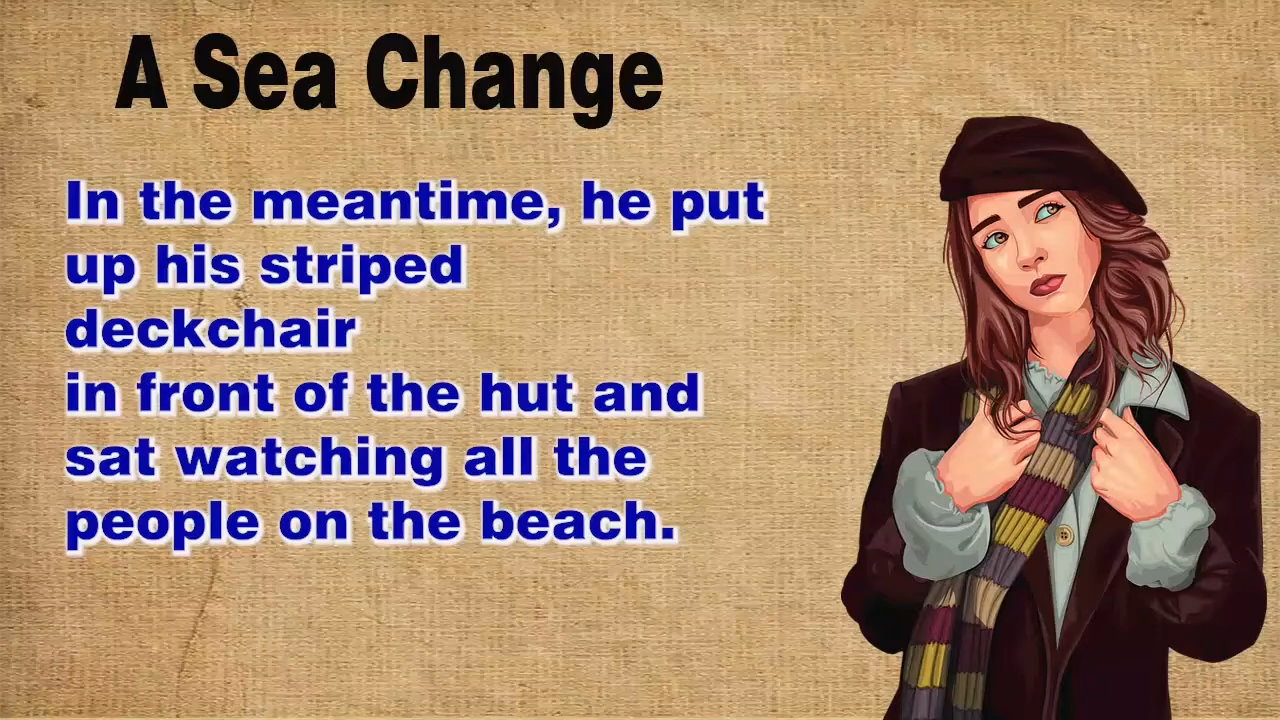 A Sea Change
In the meantime, he put
up his striped
deckchair
in front of the hut and
sat watching all the
people on the beach.